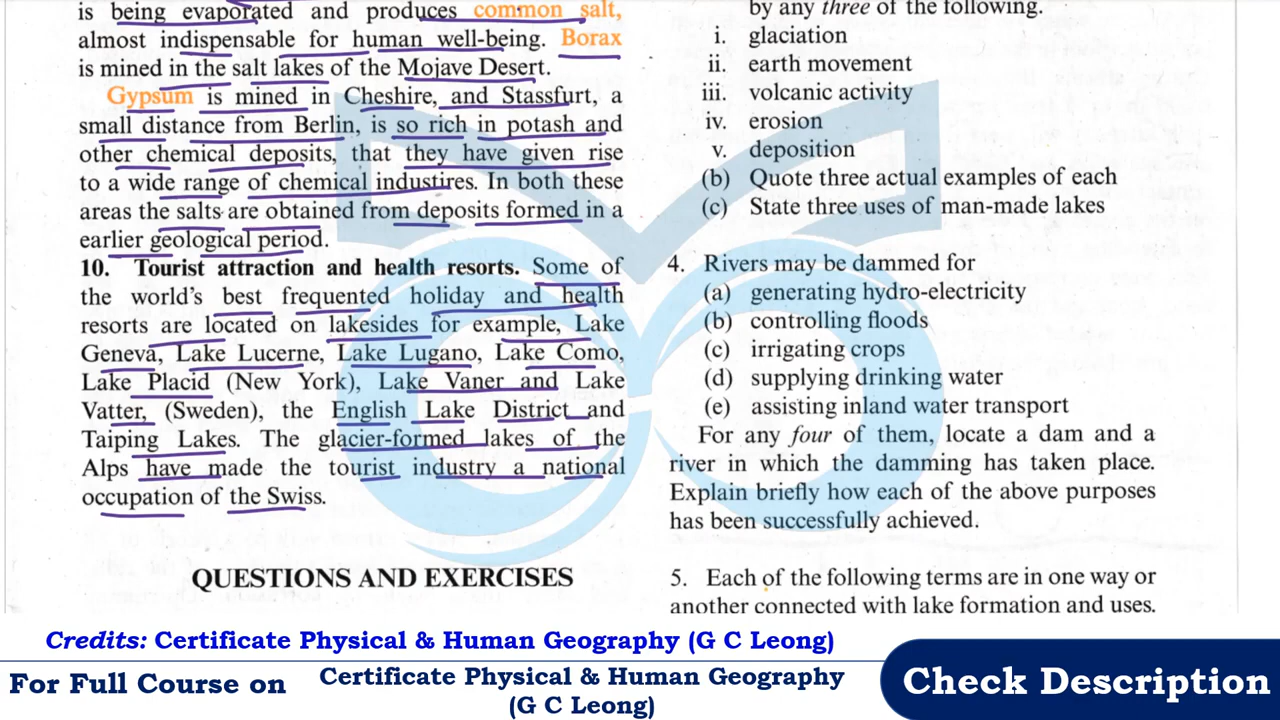 is being evaporated and produces common salt,
almost indispensable for human well-being. Borax
is mined in the salt lakes of the Mojave Desert.
Gypsum is mined in Cheshire, and Stassfurt, a
small distance from Berlin, is so rich in potash and
other chemical deposits, that they have given rise
to a wide range of chemical industires. In both these
areas the salts are obtained from deposits formed in a
earlier geological period.
10. Tourist attraction and health resorts. Some of
the world's best frequented holiday and health
resorts are located on lakesides for example, Lake
Geneva, Lake Lucerne, Lake Lugano, Lake Como,
Lake Placid (New York), Lake Vaner and Lake
Vatter, (Sweden), the English Lake District and
Taiping Lakes. The glacier-formed lakes of the
Alps have made the tourist industry a national
occupation of the Swiss.
QUESTIONS AND EXERCISES
by any three of the following.
i. glaciation
ii. earth movement
iii. volcanic activity
iv. erosion
v. deposition
(b) Quote three actual examples of each
(c) State three uses of man-made lakes
4. Rivers may be dammed for
(a) generating hydro-electricity
(b) controlling floods
(c) irrigating crops
(d) supplying drinking water
(e) assisting inland water transport
For any four of them, locate a dam and a
river in which the damming has taken place.
Explain briefly how each of the above purposes
has been successfully achieved.
5. Each of the following terms are in one way or
another connected with lake formation and uses.
Credits: Certificate Physical & Human Geography (G C Leong)
For Full Course on
Certificate Physical & Human Geography
(G C Leong)
Check Description